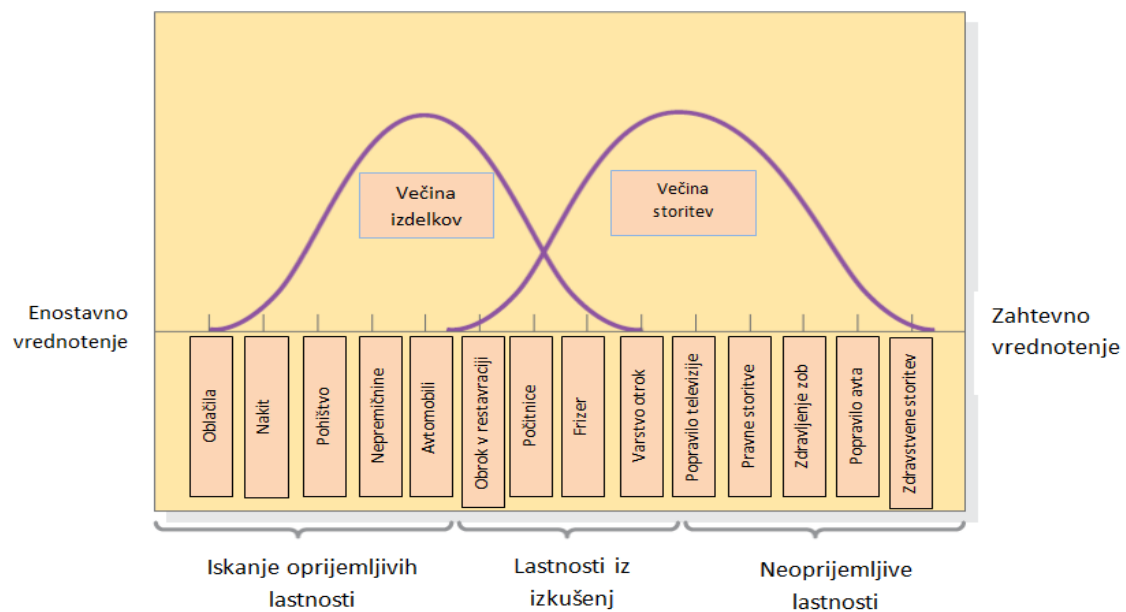 Večina
izdelkov
Večina
storitev
Enostavno
vrednotenje
Zahtevno
vrednotenje
Oblačila
Nakit
Pohištvo
Nepremičnine
Avtomobili
Obrok v restavraciji
Počitnice
Frizer
Varstvo otrok
Popravilo televizije
Pravne storitve
Zdravljenje zob
Popravilo avta
Zdravstvene storitev
Iskanje oprijemljivih
lastnosti
Lastnosti iz
izkušenj
Neoprijemljive
lastnosti